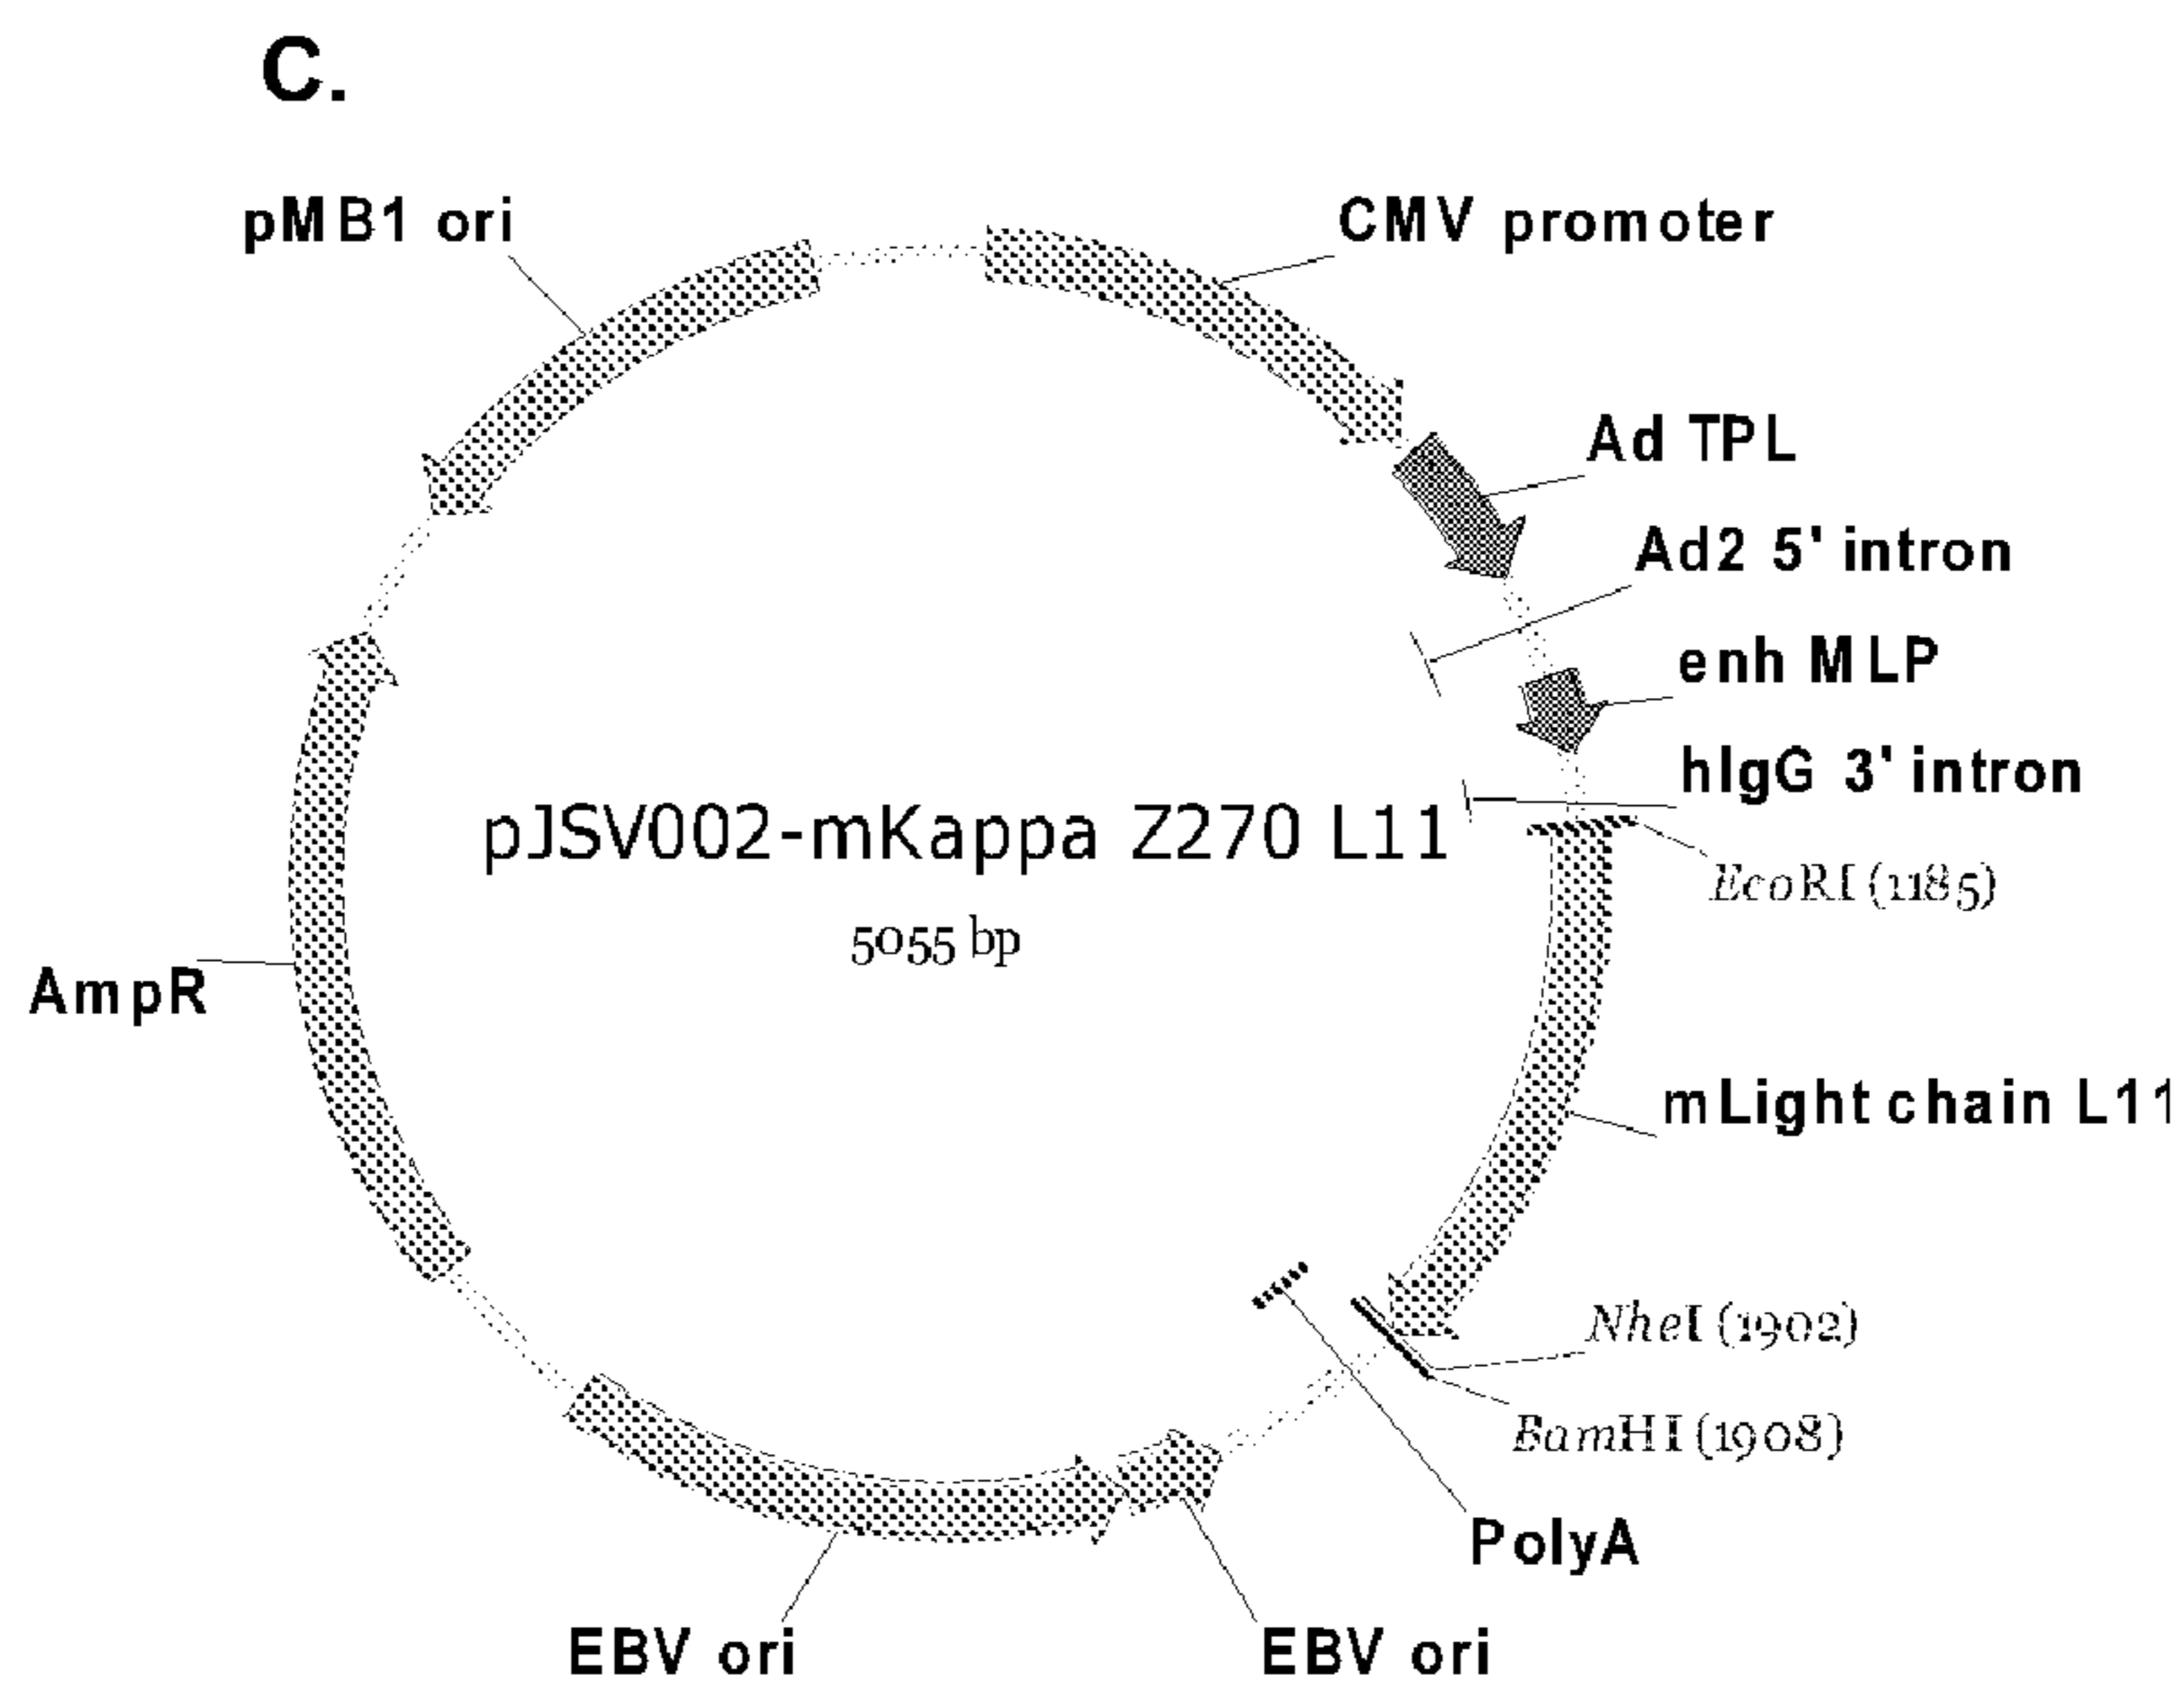 C.
pMB1 ori
CMV promoter
Ad TPL
Ad2 5' intron
enh MLP
hIgG 3' intron
pJSV002-mKappa Z270 L11
EcoRI (1185)
5055 bp
AmpR
mLight chain L11
NheI (1902)
BamHI (1908)
PolyA
EBV ori
EBV ori